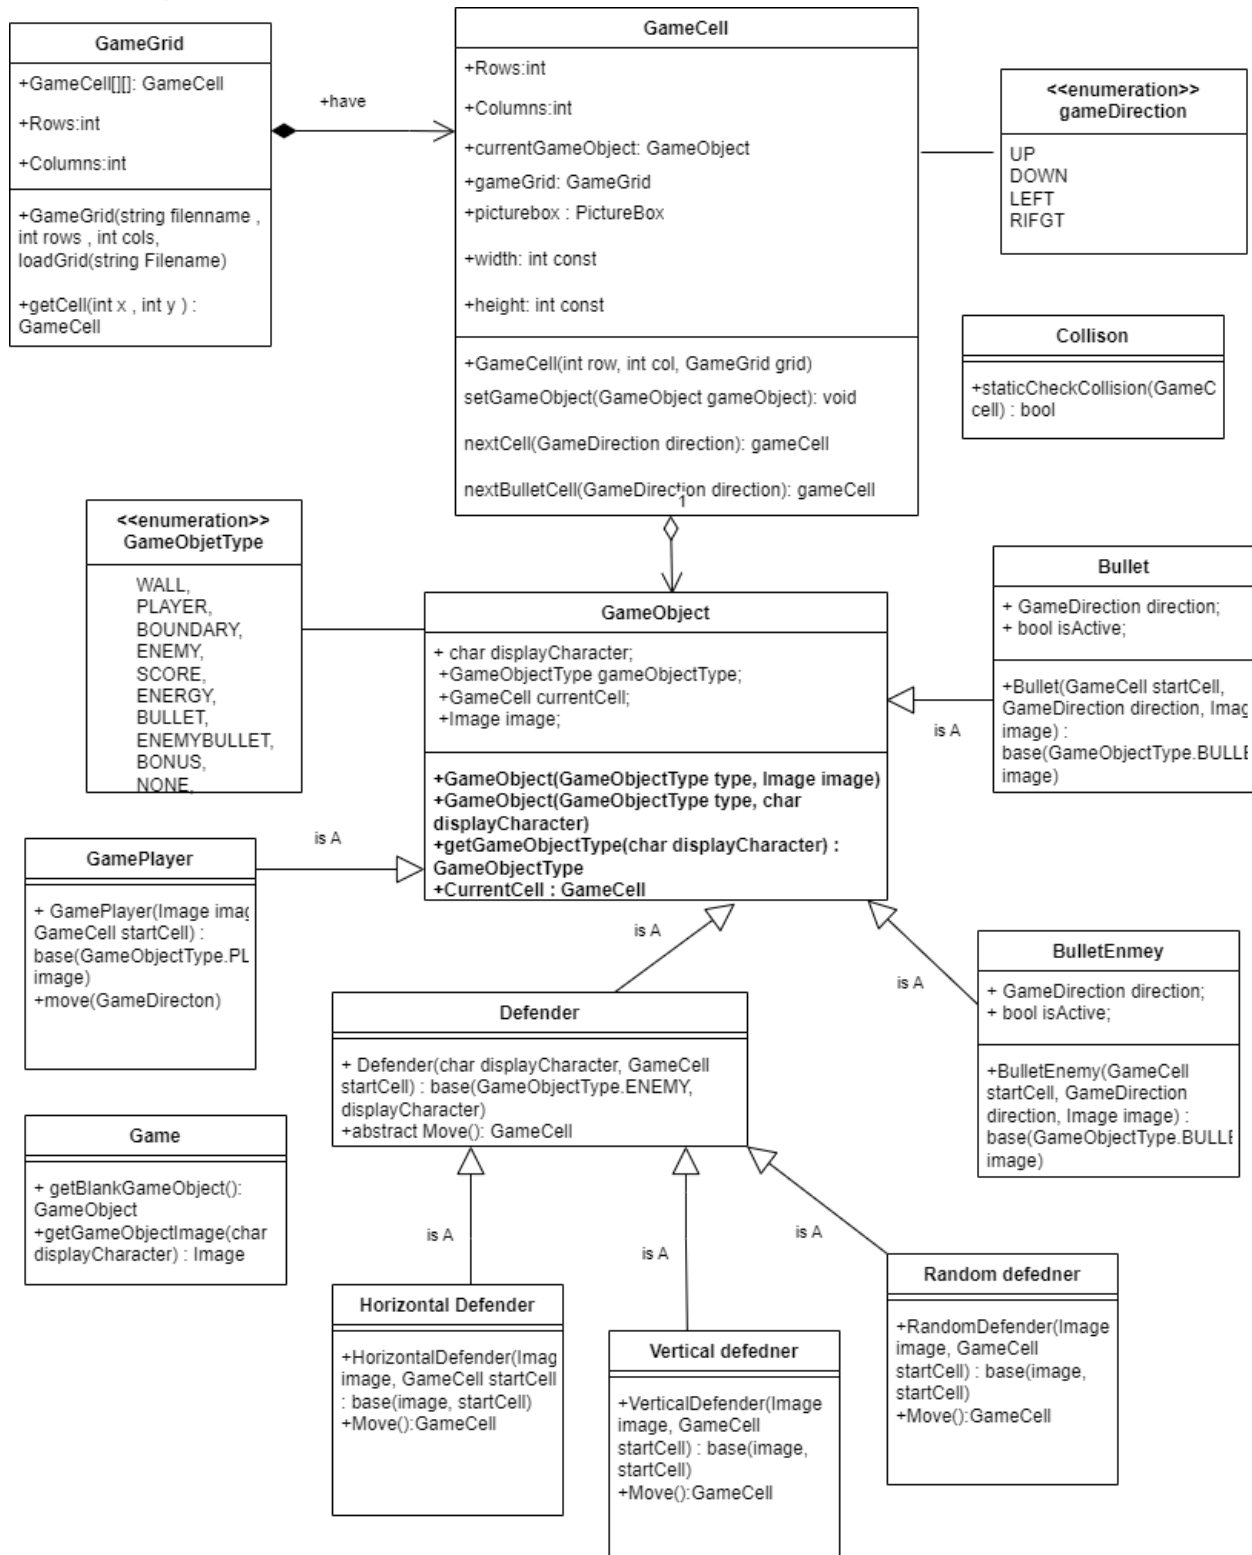 GameGrid
+GameCell[][]: GameCell
+Rows:int
+Columns:int
+GameGrid(string filenname ,
int rows , int cols,
loadGrid(string Filename)
+getCell(int x , int y ) :
GameCell
+have
GameCell
+Rows:int
+Columns:int
+currentGameObject: GameObject
+gameGrid: GameGrid
+picturebox : PictureBox
+width: int const
+height: int const
+GameCell(int row, int col, GameGrid grid)
setGameObject(GameObject gameObject): void
nextCell(GameDirection direction): gameCell
nextBulletCell(GameDirection direction): gameCell
1
<<enumeration>>
gameDirection
UP
DOWN
LEFT
RIFGT
Collison
+staticCheckCollision(GameC
cell) : bool
<<enumeration>>
GameObjetType
WALL,
PLAYER,
BOUNDARY,
ENEMY,
SCORE,
ENERGY,
BULLET,
ENEMYBULLET,
BONUS,
NONE,
GameObject
+ char displayCharacter;
+GameObjectType gameObjectType;
+GameCell currentCell;
+Image image;
+GameObject(GameObjectType type, Image image)
+GameObject(GameObjectType type, char
displayCharacter)
+getGameObjectType(char displayCharacter) :
GameObjectType
+CurrentCell : GameCell
Bullet
+ GameDirection direction;
+ bool isActive;
+Bullet(GameCell startCell,
GameDirection direction, Imag
image) :
base(GameObjectType.BULLE
image)
is A
GamePlayer
+ GamePlayer(Image imag
GameCell startCell) :
base(GameObjectType.PL
image)
+move(GameDirecton)
is A
is A
is A
Defender
+ Defender(char displayCharacter, GameCell
startCell) : base(GameObjectType.ENEMY,
displayCharacter)
+abstract Move(): GameCell
BulletEnmey
+ GameDirection direction;
+ bool isActive;
+BulletEnemy(GameCell
startCell, GameDirection
direction, Image image) :
base(GameObjectType.BULLE
image)
Game
+ getBlankGameObject():
GameObject
+getGameObjectImage(char
displayCharacter) : Image
is A
is A
is A
Horizontal Defender
+HorizontalDefender(Imag
image, GameCell startCell
: base(image, startCell)
+Move():GameCell
Vertical defedner
+VerticalDefender(Image
image, GameCell
startCell) : base(image,
startCell)
+Move():GameCell
Random defedner
+RandomDefender(Image
image, GameCell
startCell) : base(image,
startCell)
+Move():GameCell